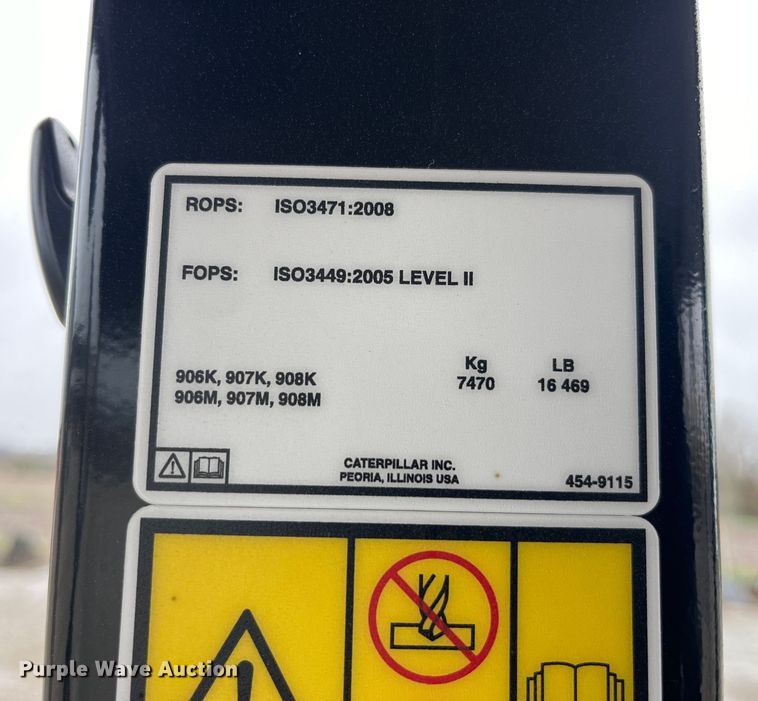 ROPS: ISO3471:2008
FOPS: ISO3449:2005 LEVEL II
Kg LB
906K, 907K, 908K 7470 16 469
906M, 907M, 908M
CATERPILLAR INC.
PEORIA, ILLINOIS USA
454-9115
Purple Wave Auction